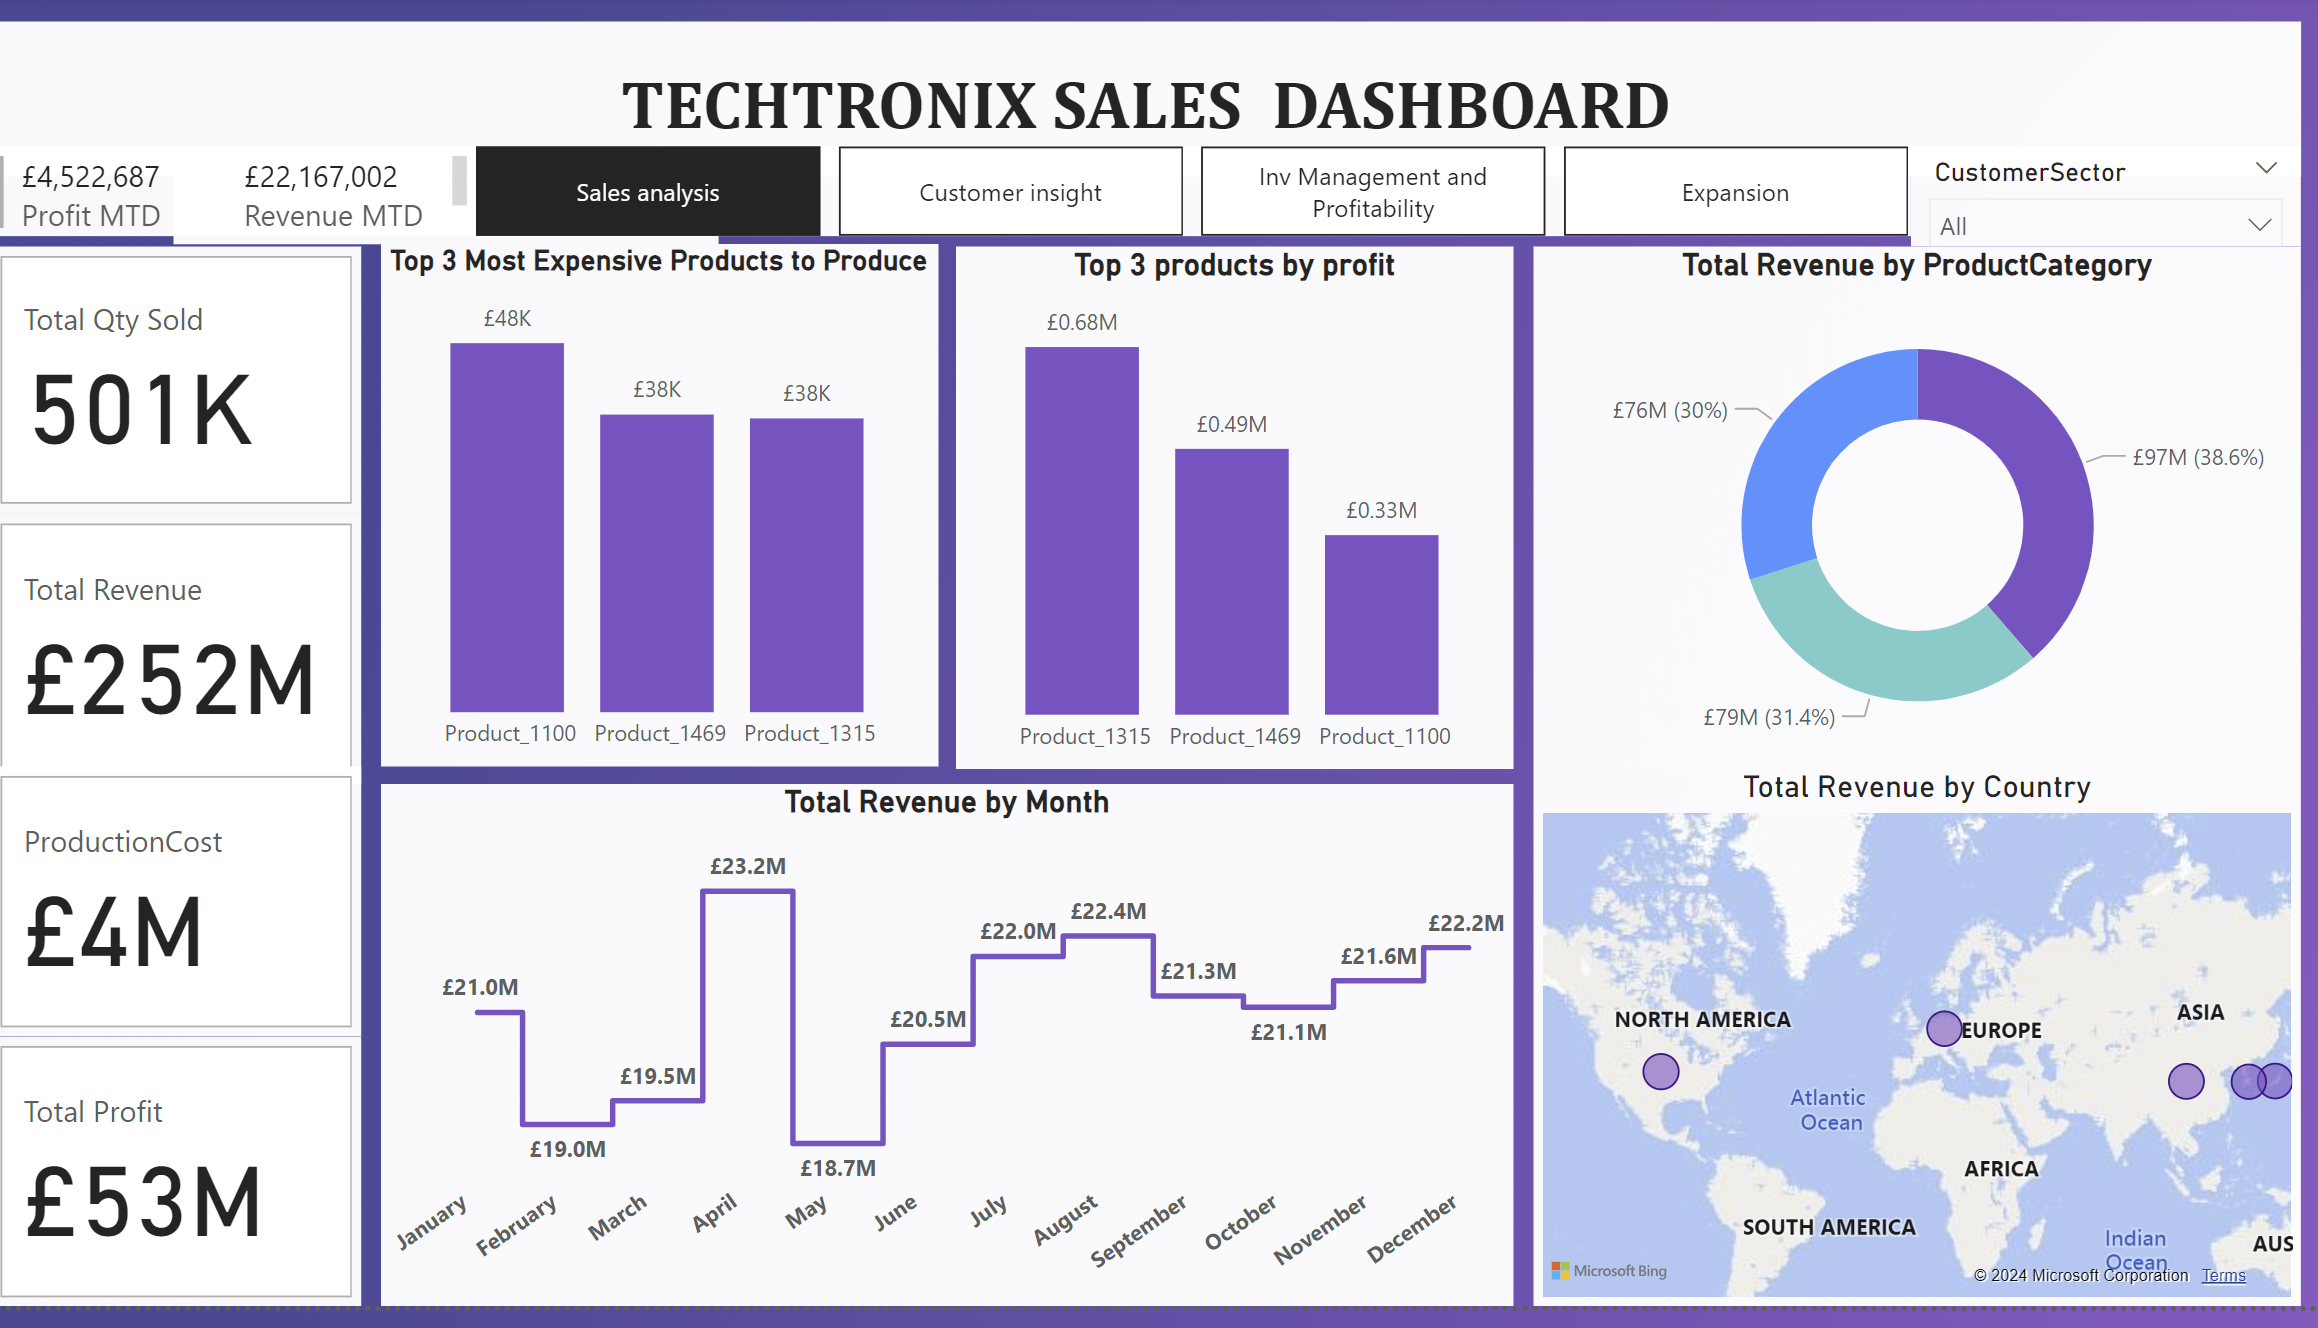 TECHTRONIX SALES  DASHBOARD
£4,522,687
Profit MTD
£22,167,002
Revenue MTD
Sales analysis
Customer insight
Inv Management and
Profitability
Expansion
CustomerSector
All
Total Qty Sold
501K
Total Revenue
£252M
ProductionCost
£4M
Total Profit
£53M
Top 3 Most Expensive Products to Produce
£48K
£38K
£38K
Product_1100
Product_1469
Product_1315
Top 3 products by profit
£0.68M
£0.49M
£0.33M
Product_1315
Product_1469
Product_1100
Total Revenue by ProductCategory
£76M (30%)
£97M (38.6%)
£79M (31.4%)
Total Revenue by Month
£21.0M
£19.0M
£19.5M
£23.2M
£18.7M
£20.5M
£22.0M
£22.4M
£21.3M
£21.1M
£21.6M
£22.2M
January
February
March
April
May
June
July
August
September
October
November
December
Total Revenue by Country
NORTH AMERICA
EUROPE
ASIA
Atlantic
Ocean
AFRICA
SOUTH AMERICA
Indian
Ocean
AUS
Microsoft Bing
© 2024 Microsoft Corporation
Terms